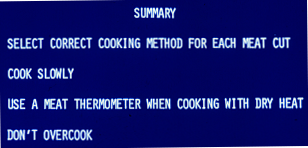 SUMMARY
SELECT CORRECT COOKING METHOD FOR EACH MEAT CUT
COOK SLOWLY
USE A MEAT THERMOMETER WHEN COOKING WITH DRY HEAT
DON'T OVERCOOK